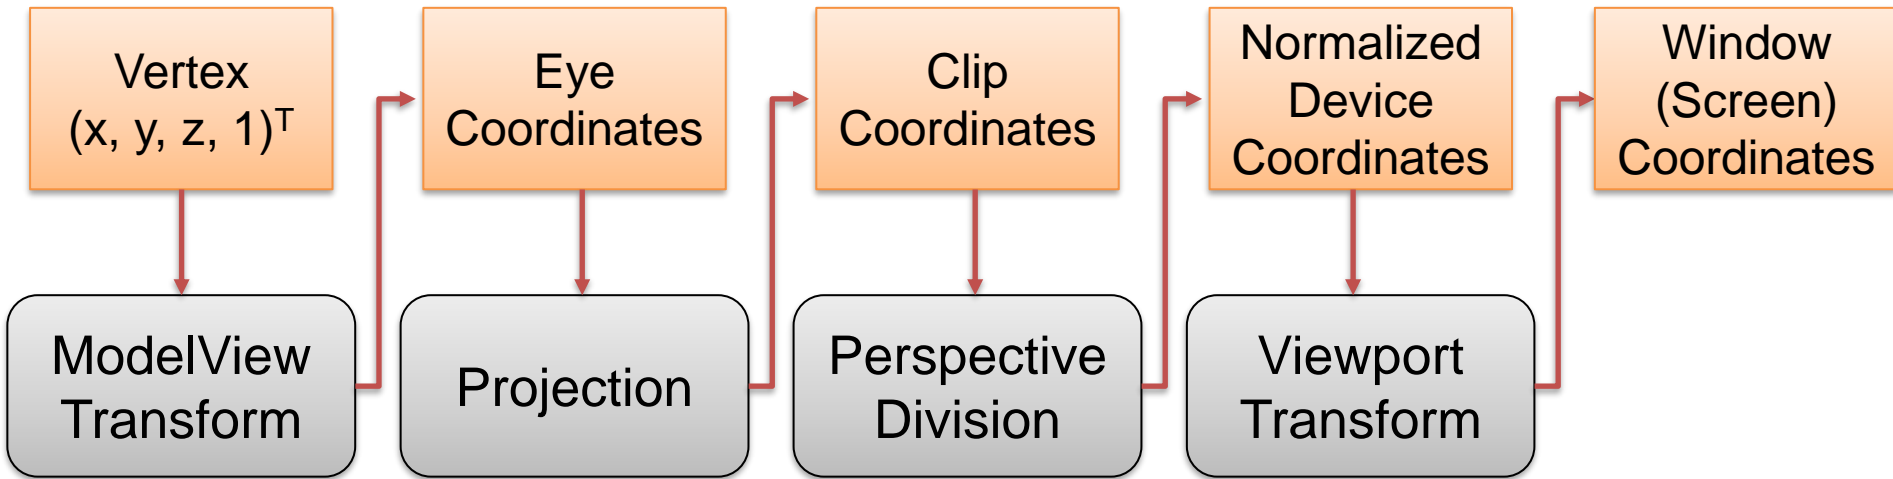 Vertex
(x, y, z, 1)ᵀ
Eye
Coordinates
Clip
Coordinates
Normalized
Device
Coordinates
Window
(Screen)
Coordinates
ModelView
Transform
Projection
Perspective
Division
Viewport
Transform